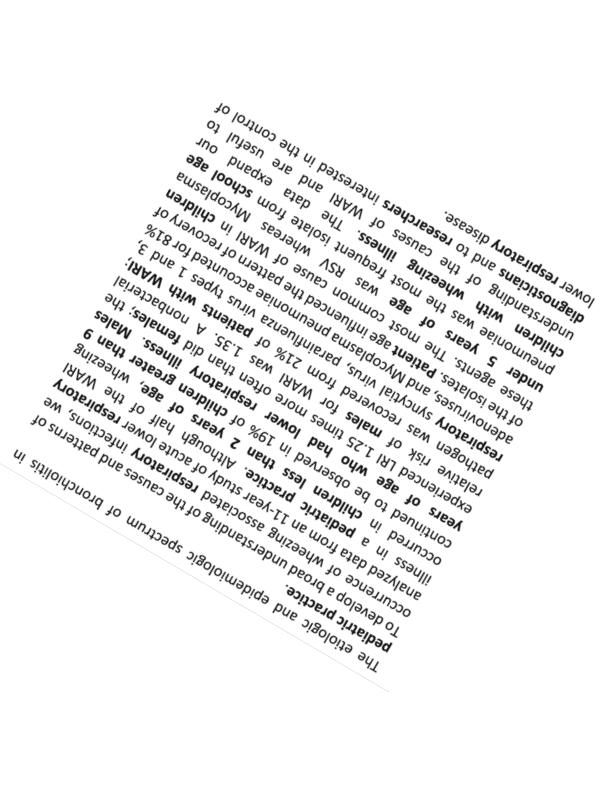 The etiologic and epidemiologic spectrum of bronchiolitis in
pediatric practice.
To develop a broad understanding of the causes and patterns of
occurrence of wheezing associated respiratory infections, we
analyzed data from an 11-year study of acute lower respiratory
illness in a pediatric practice. Although half of the WARI
occurred in children less than 2 years of age, wheezing
continued to be observed in 19% of children greater than 9
years of age who had lower respiratory illness. Males
experienced LRI 1.25 times more often than did females; the
relative risk of males for WARI was 1.35. A nonbacterial
pathogen was recovered from 21% of patients with WARI;
respiratory syncytial virus, parainfluenza virus types 1 and 3,
adenoviruses, and Mycoplasma pneumoniae accounted for 81%
of the isolates. Patient age influenced the pattern of recovery of
these agents. The most common cause of WARI in children
under 5 years of age was RSV whereas Mycoplasma
pneumoniae was the most frequent isolate from school age
children with wheezing illness. The data expand our
understanding of the causes of WARI and are useful to
diagnosticians and to researchers interested in the control of
lower respiratory disease.